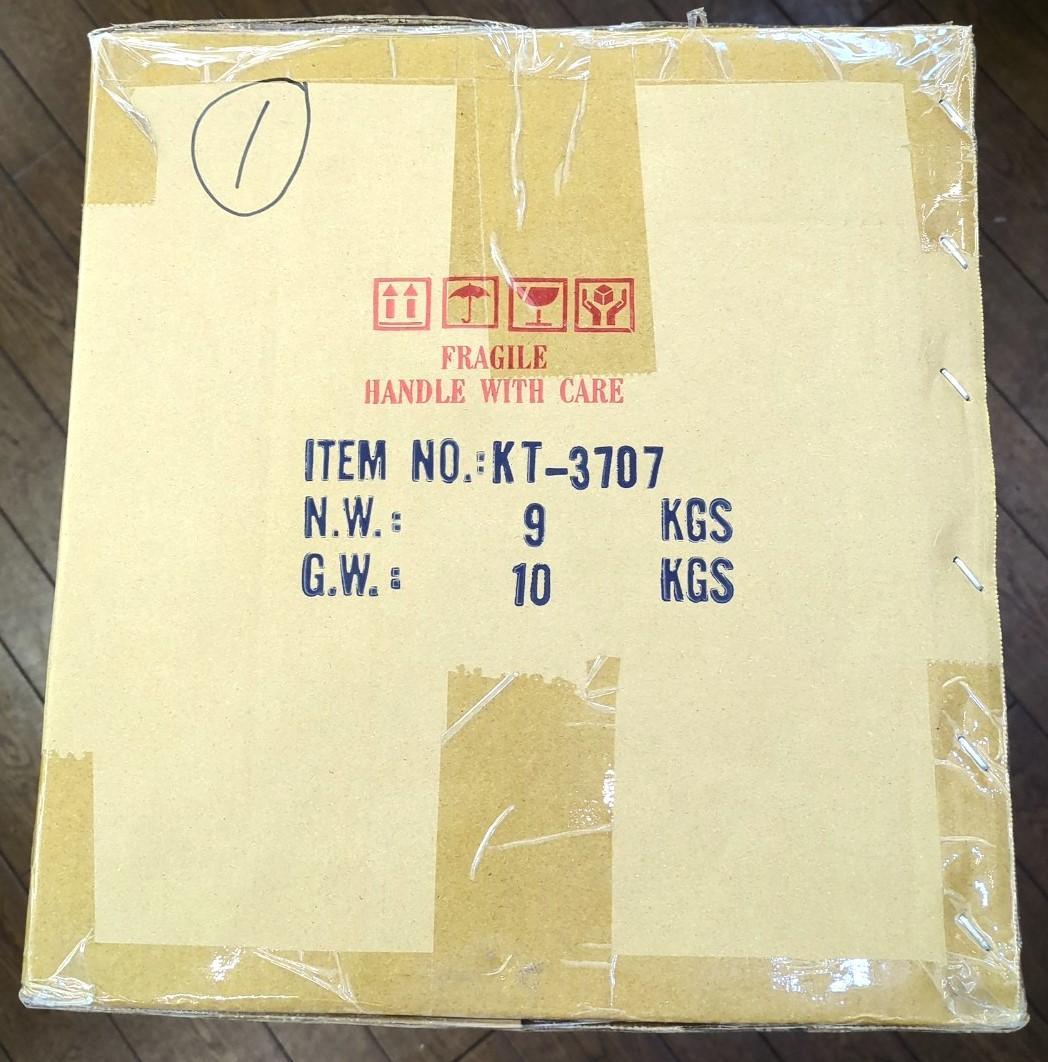 1
FRAGILE
HANDLE WITH CARE
ITEM NO.:KT-3707
N.W.: 9 KGS
G.W.: 10 KGS